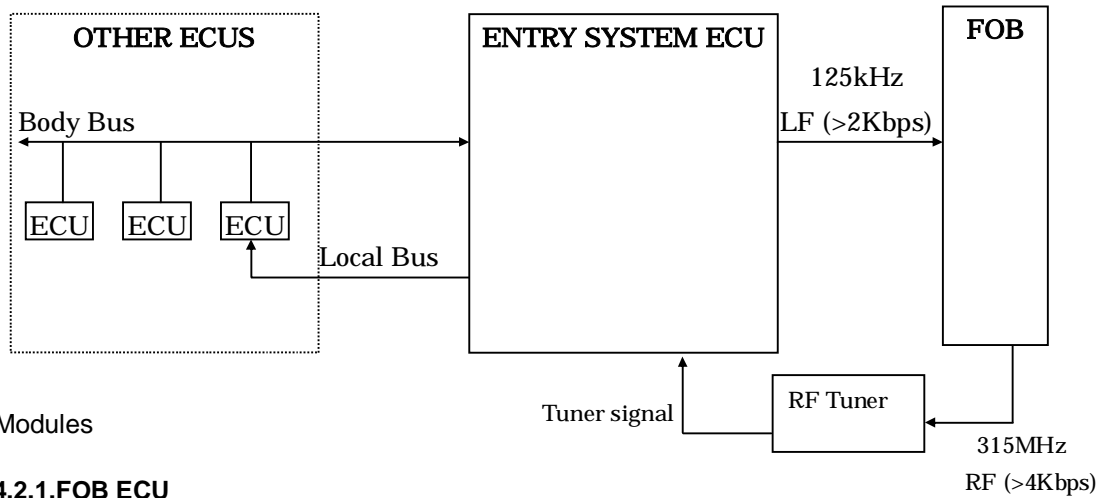 OTHER ECUS
ENTRY SYSTEM ECU
FOB
125kHz
LF (>2Kbps)
Body Bus
ECU
ECU
ECU
Local Bus
RF Tuner
Tuner signal
315MHz
RF (>4Kbps)
Modules
4.2.1.FOB ECU